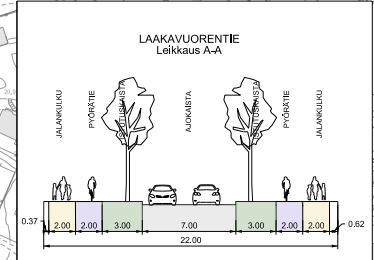 LAAKAVUORENTIE
Leikkaus A-A
JALANKULKU
PYÖRÄTIE
ISTUTUSKAISTA
AJOKAISTA
ISTUTUSKAISTA
PYÖRÄTIE
JALANKULKU
0.37
2.00
2.00
3.00
7.00
3.00
2.00
2.00
0.62
22.00